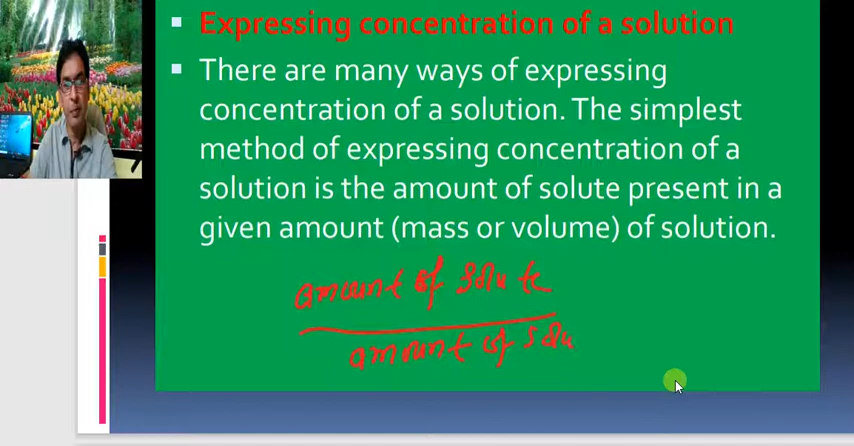 Expressing concentration of a solution
There are many ways of expressing
concentration of a solution. The simplest
method of expressing concentration of a
solution is the amount of solute present in a
given amount (mass or volume) of solution.
amount of solute
amount of solu